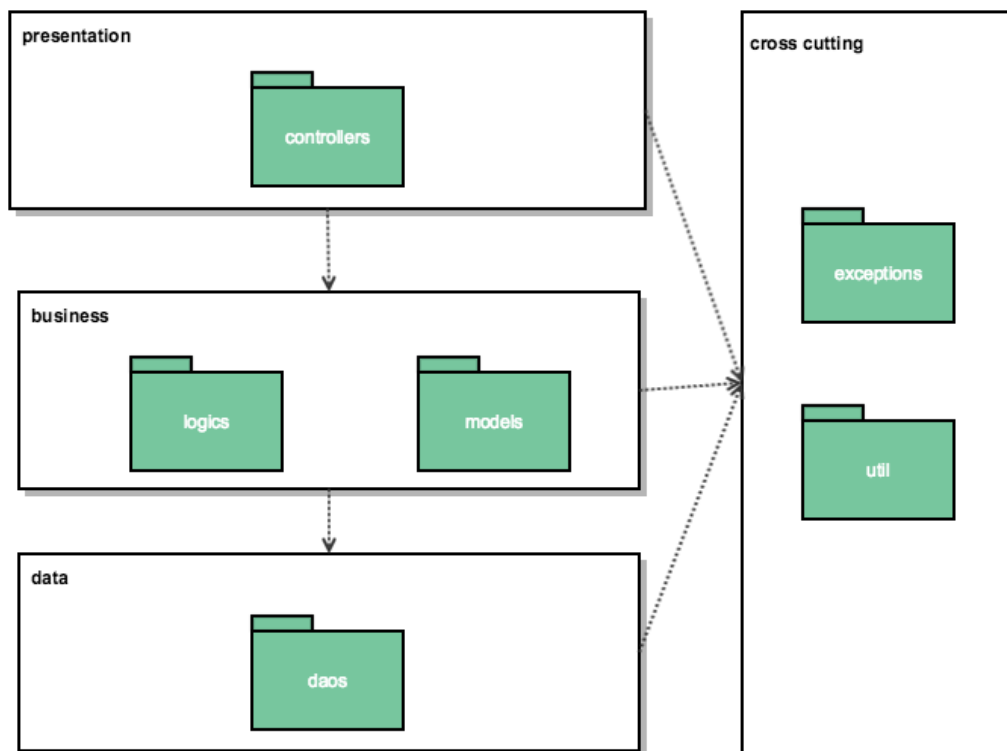 presentation
controllers
cross cutting
exceptions
util
business
logics
models
data
daos